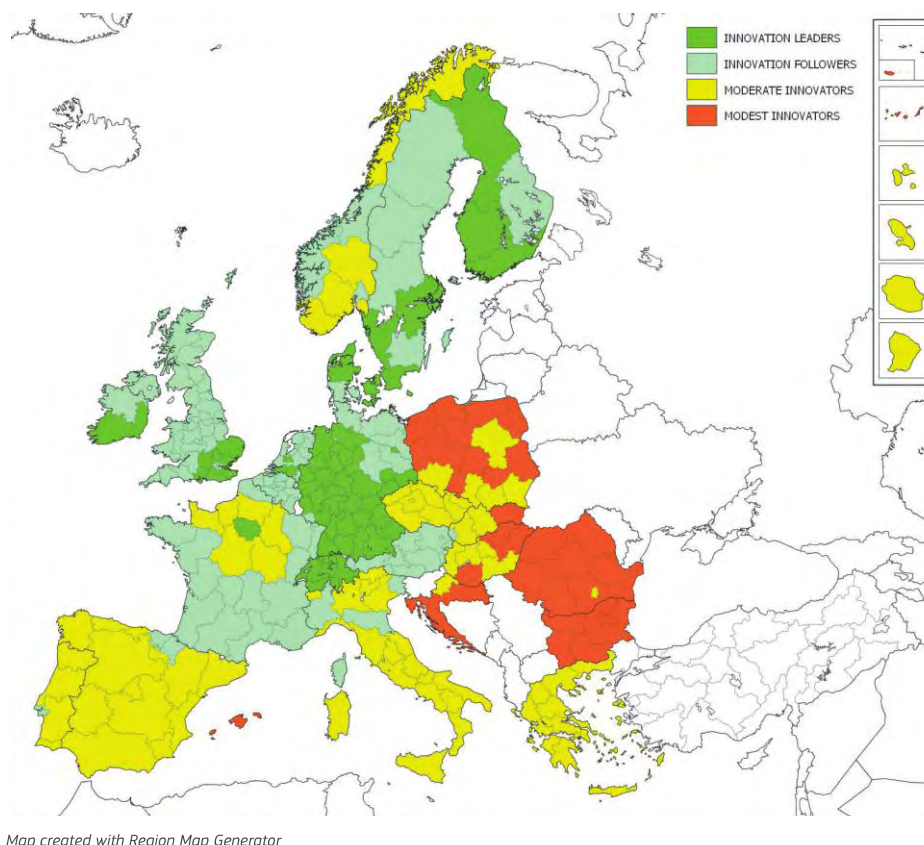 INNOVATION LEADERS
INNOVATION FOLLOWERS
MODERATE INNOVATORS
MODEST INNOVATORS
Map created with Region Map Generator